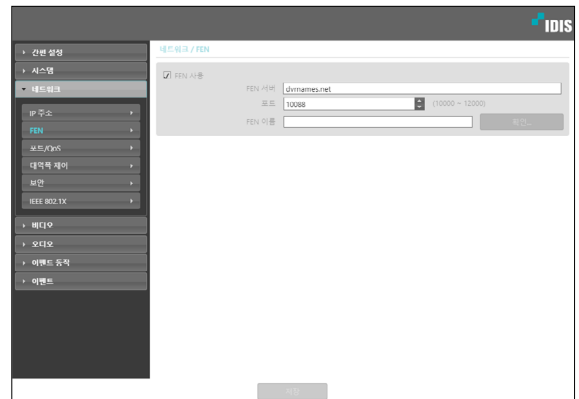 IDIS
간편 설정
시스템
네트워크
IP 주소
FEN
포트/QoS
대역폭 제어
보안
IEEE 802.1X
비디오
오디오
이벤트 동작
이벤트
네트워크 / FEN
FEN 사용
FEN 서버 dvrnames.net
포트 10088 (10000 ~ 12000)
FEN 이름 확인...
저장